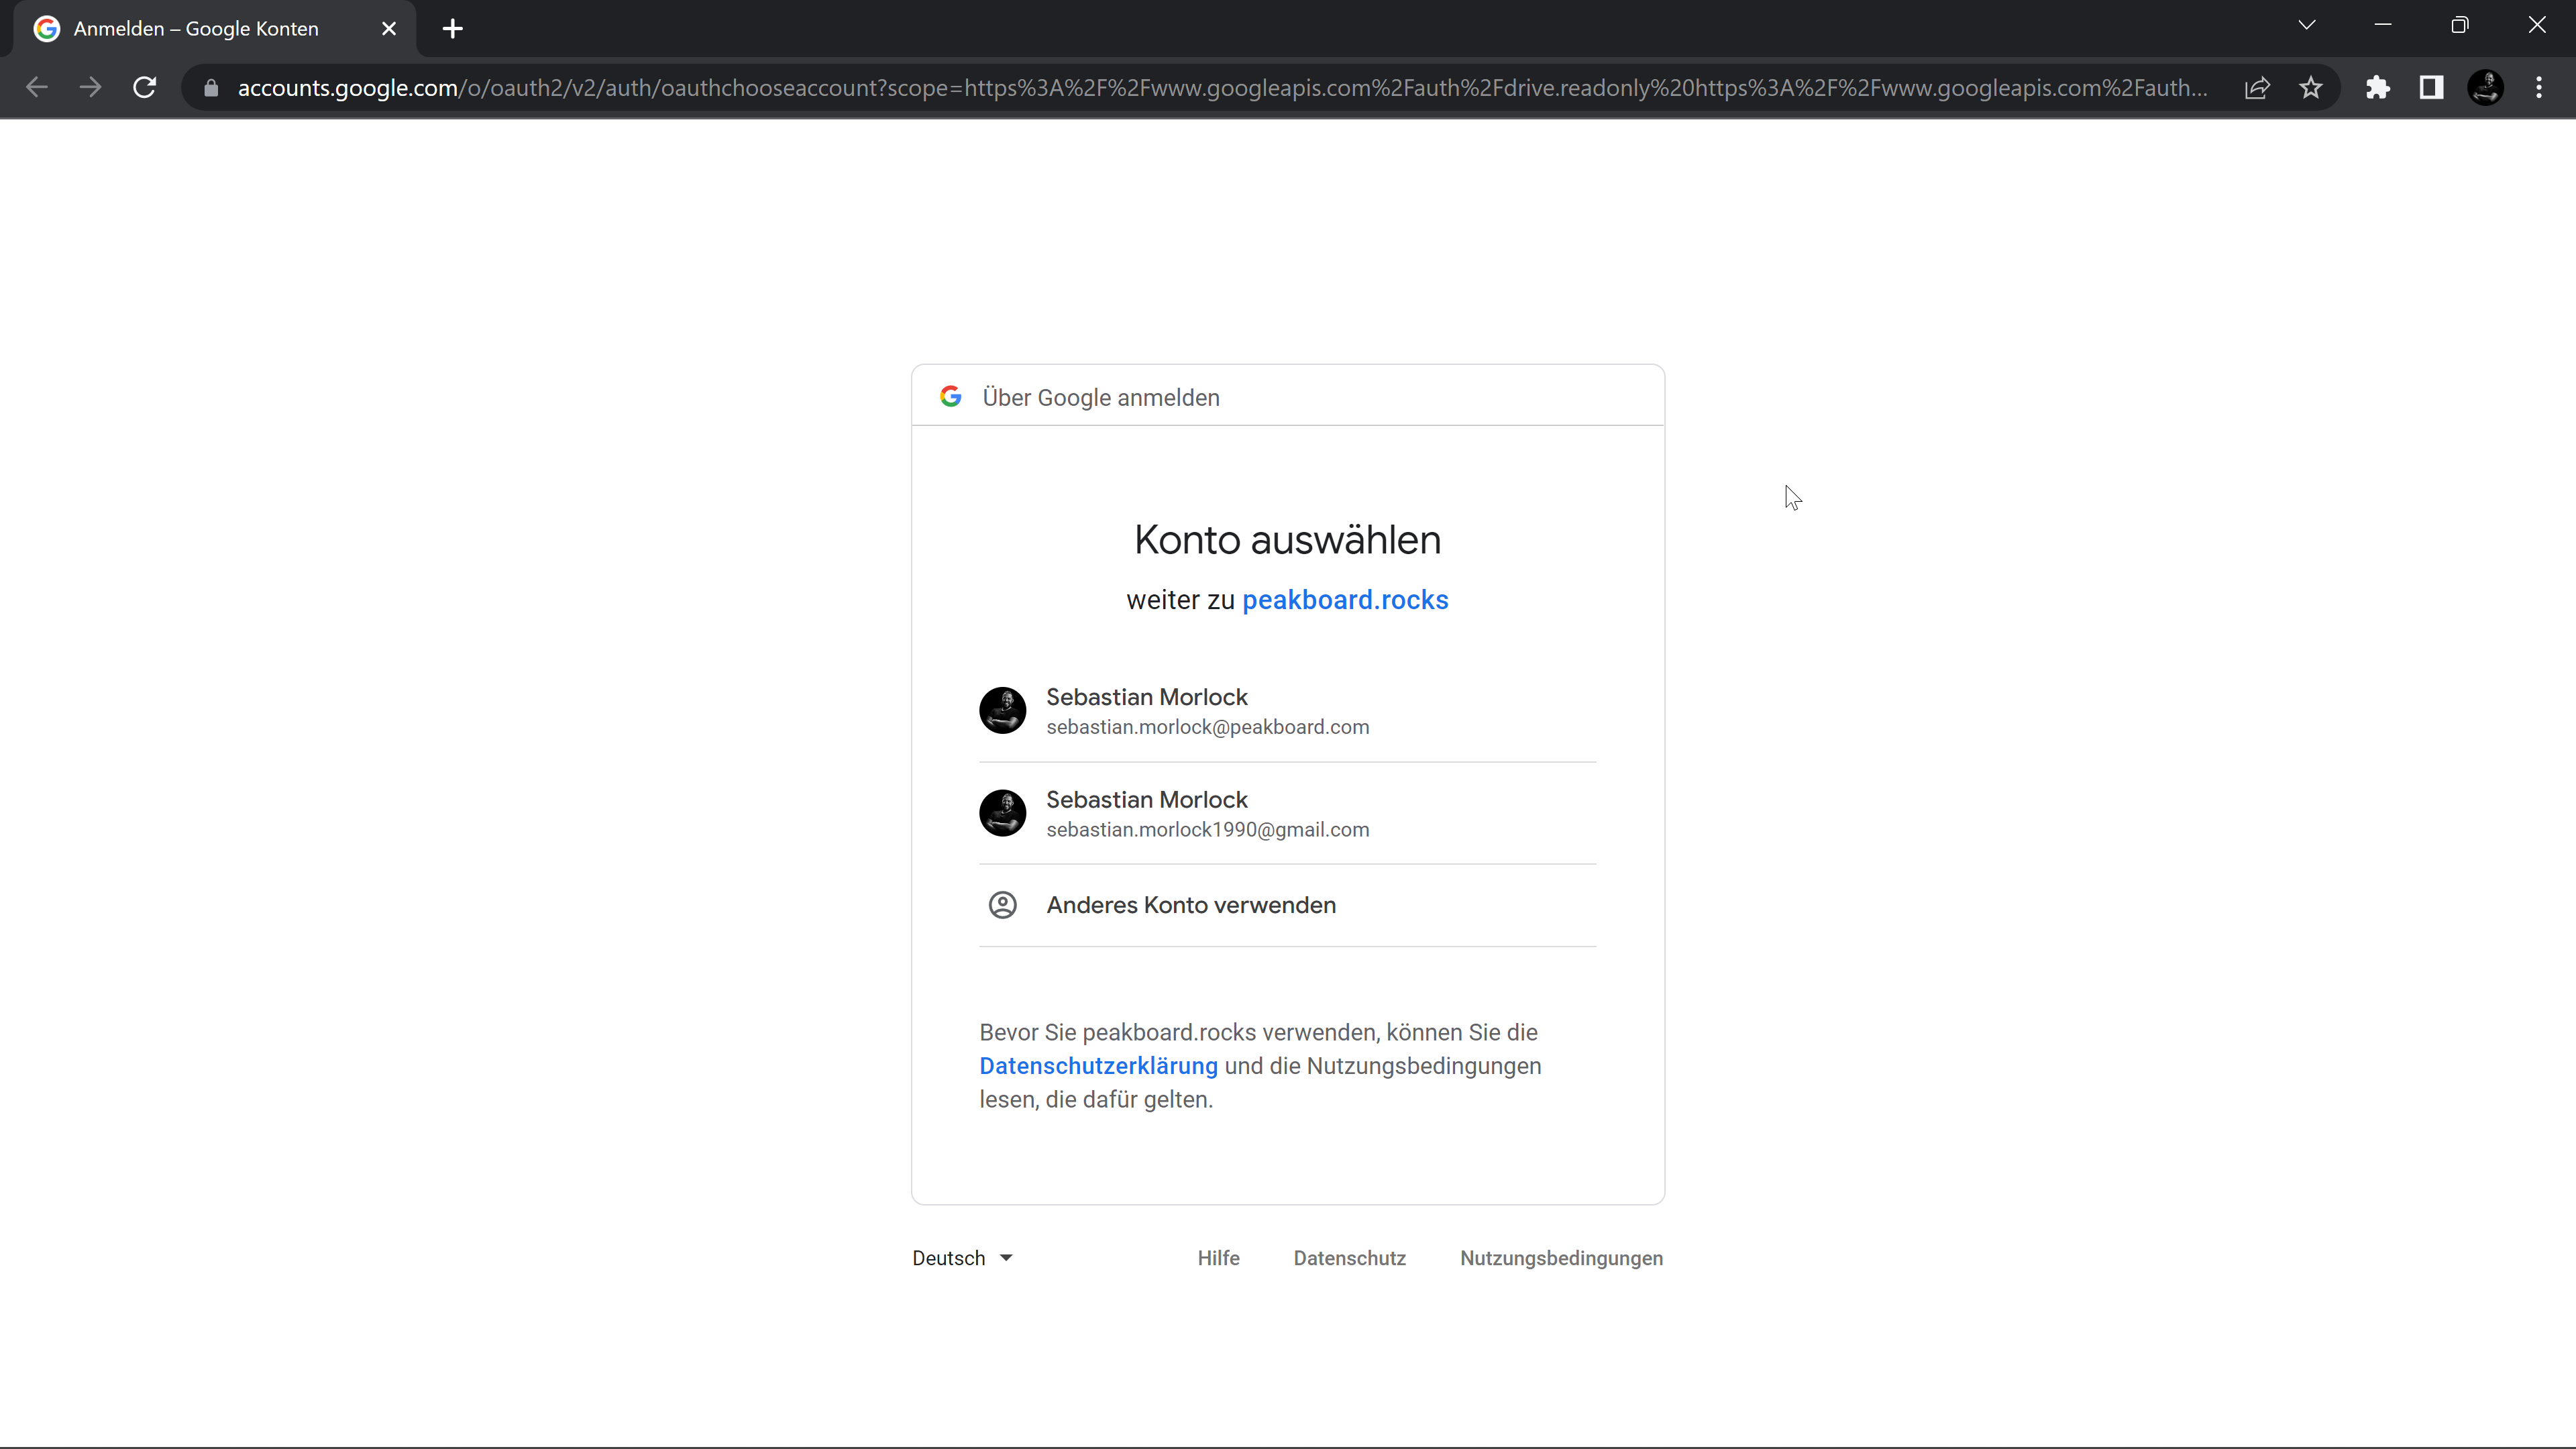 Anmelden – Google Konten
accounts.google.com/o/oauth2/v2/auth/oauthchooseaccount?scope=https%3A%2F%2Fwww.googleapis.com%2Fauth%2Fdrive.readonly%20https%3A%2F%2Fwww.googleapis.com%2Fauth...
Über Google anmelden
Konto auswählen
weiter zu peakboard.rocks
Sebastian Morlock
sebastian.morlock@peakboard.com
Sebastian Morlock
sebastian.morlock1990@gmail.com
Anderes Konto verwenden
Bevor Sie peakboard.rocks verwenden, können Sie die
Datenschutzerklärung und die Nutzungsbedingungen
lesen, die dafür gelten.
Deutsch Hilfe Datenschutz Nutzungsbedingungen